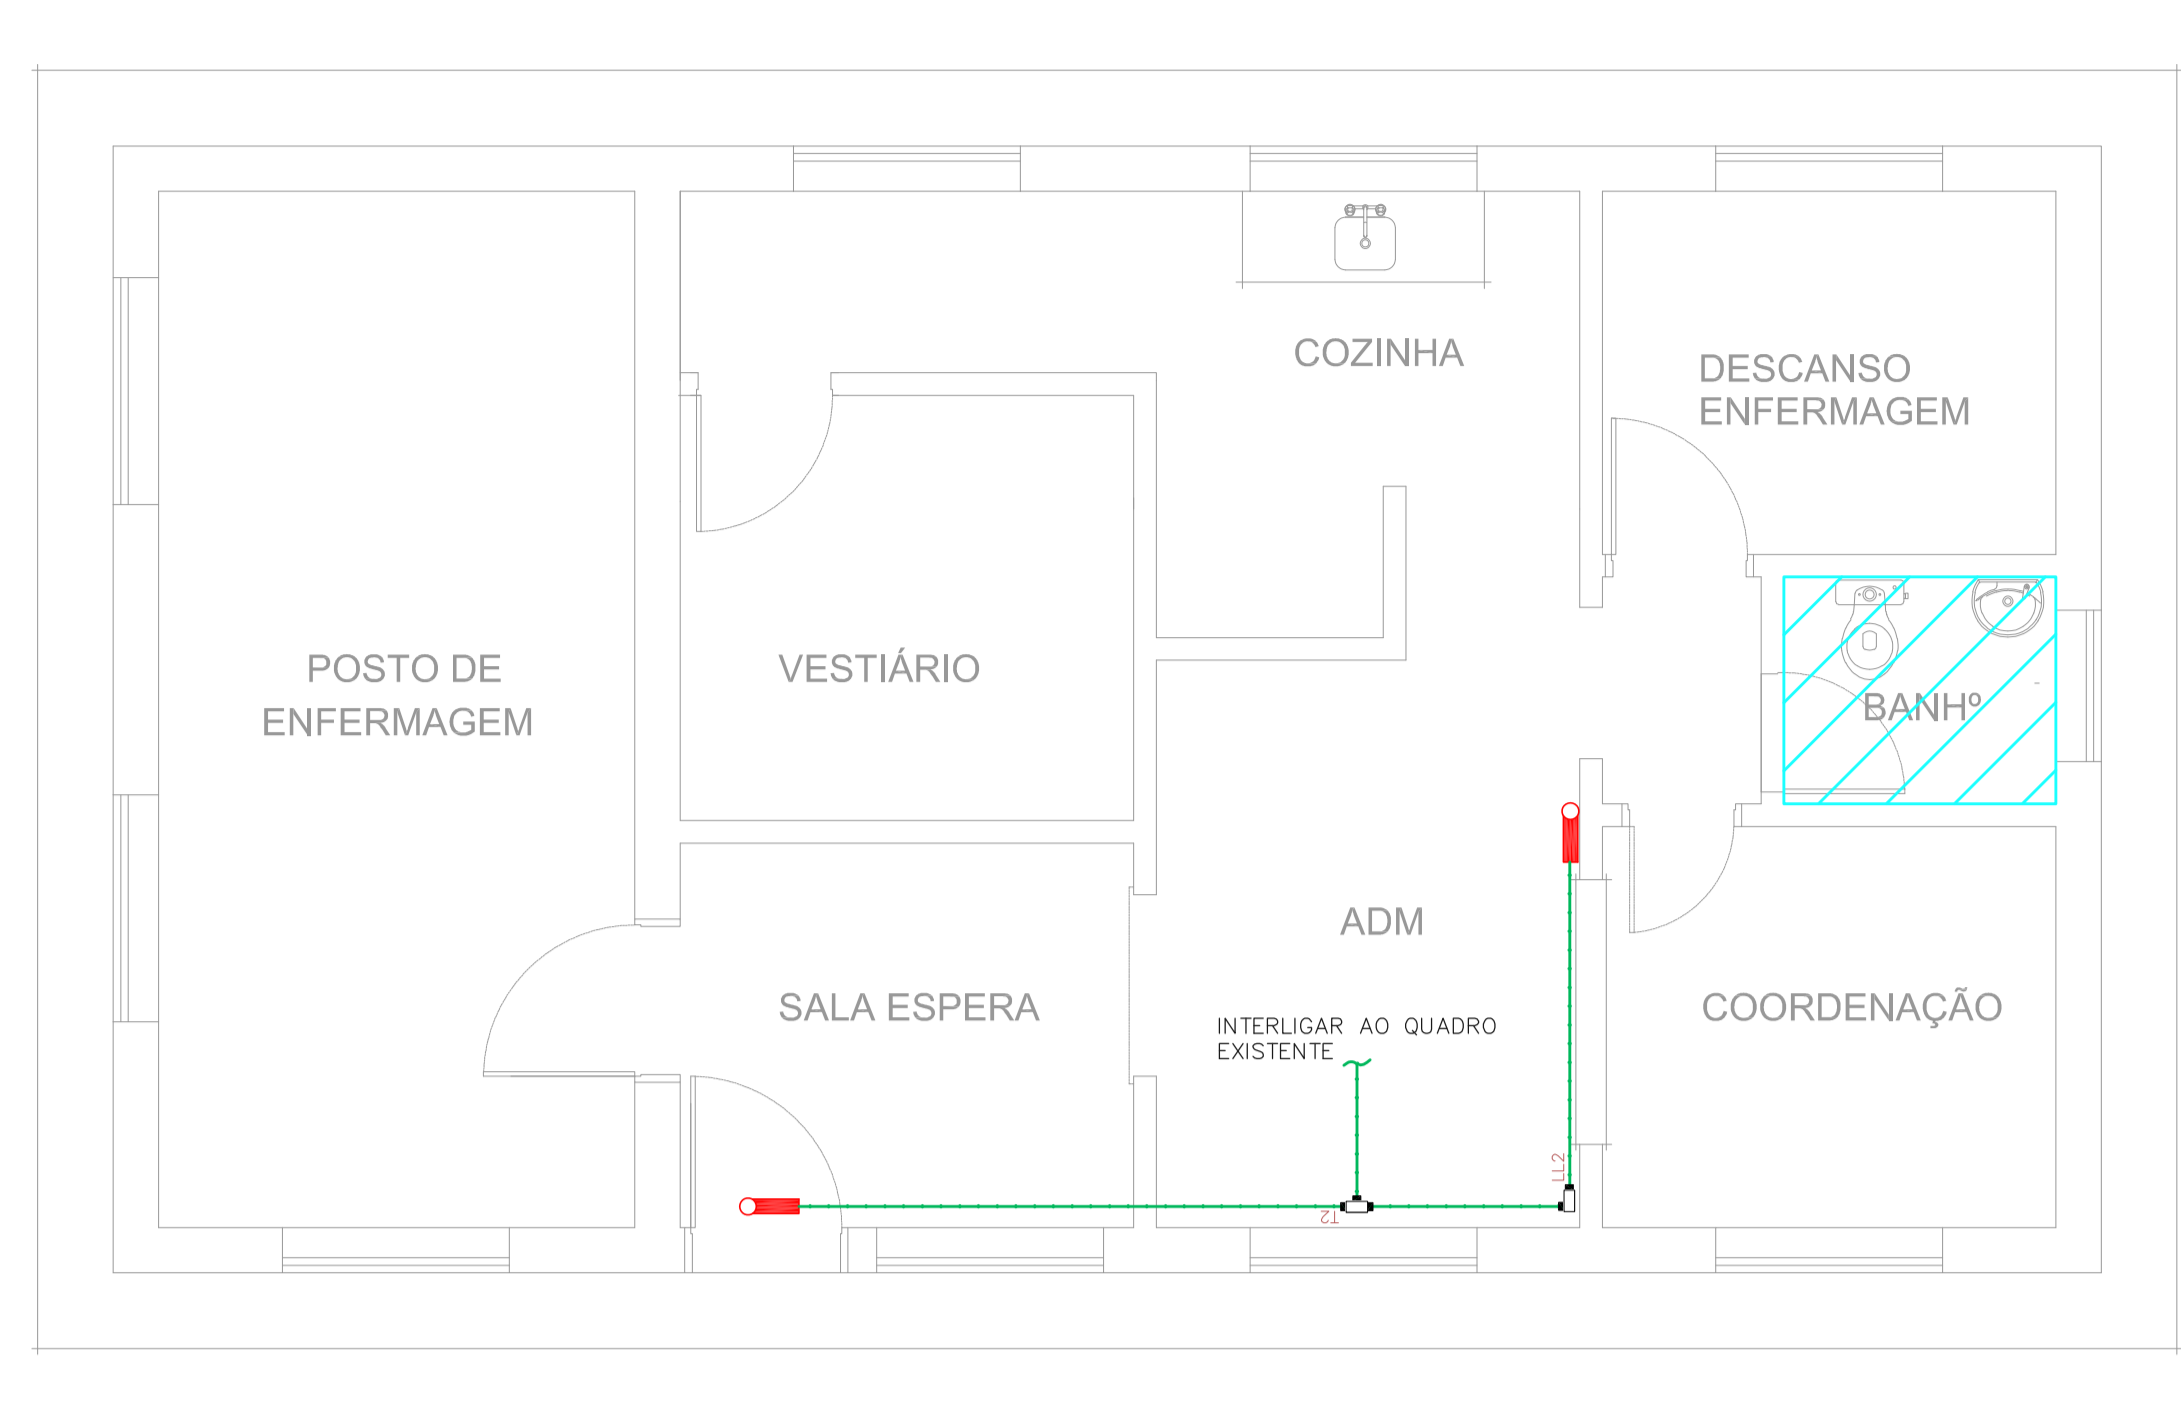 COZINHA
DESCANSO
ENFERMAGEM
POSTO DE
ENFERMAGEM
VESTIÁRIO
BANHº
ADM
SALA ESPERA
COORDENAÇÃO
INTERLIGAR AO QUADRO
EXISTENTE
LL2
T2